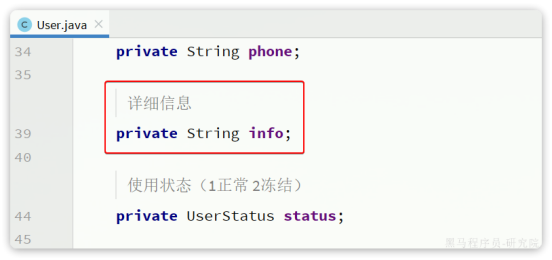 User.java
34 private String phone;
35
详细信息
39 private String info;
40
使用状态（1正常 2冻结）
44 private UserStatus status;
45
黑马程序员-研究院